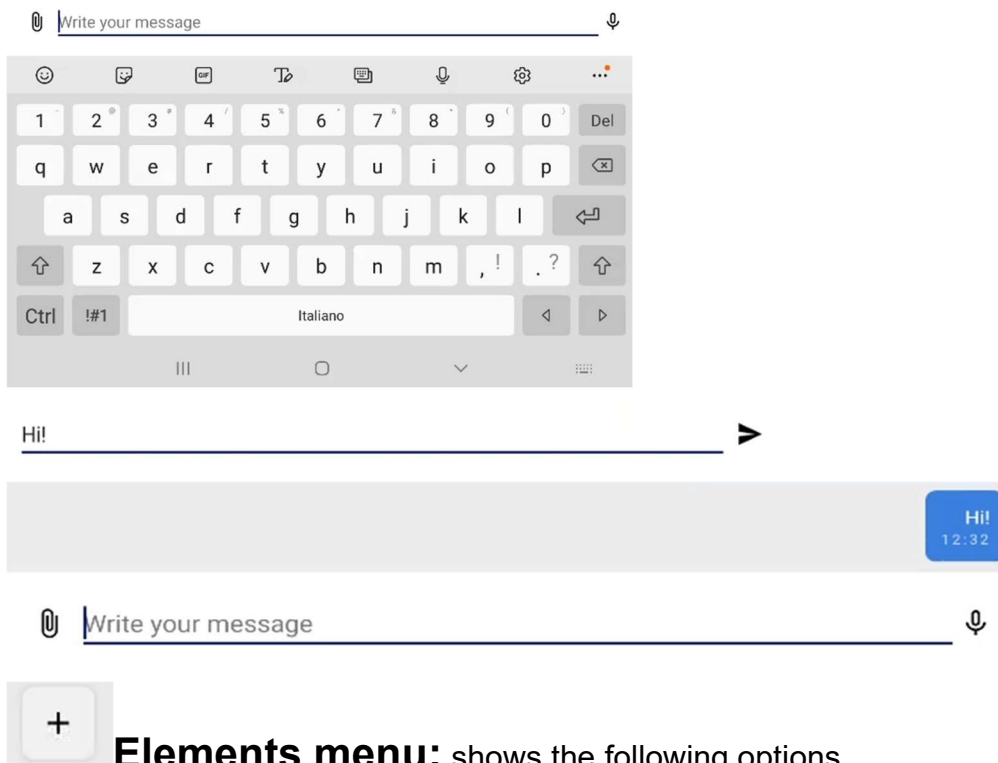 Write your message
GIF
1 2 @ 3 # 4 / 5 % 6 ^ 7 & 8 * 9 ( 0 ) Del
q w e r t y u i o p
a s d f g h j k l
z x c v b n m , ! . ?
Ctrl !#1 Italiano
Hi!
Hi!
12:32
Write your message
+
Elements menu: shows the following options